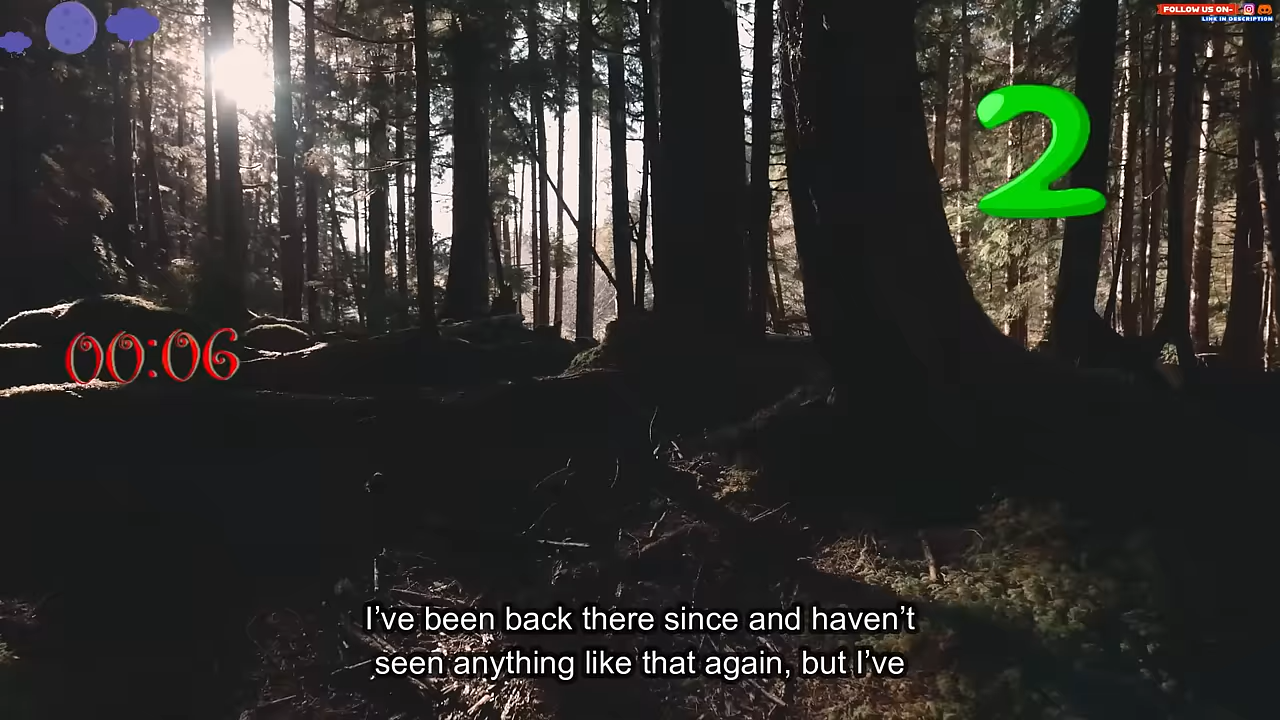 FOLLOW US ON-
LINK IN DESCRIPTION
2
00:06
I’ve been back there since and haven’t
seen anything like that again, but I’ve